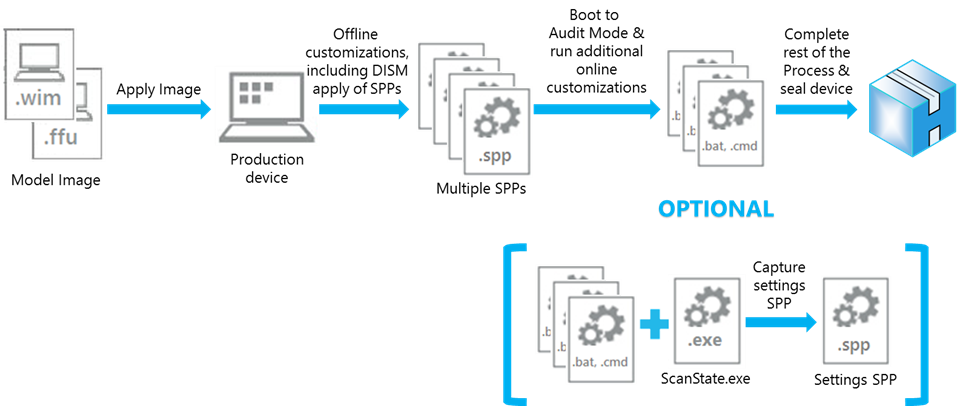 .wim
.ffu
Model Image
Apply Image
Production
device
Offline
customizations,
including DISM
apply of SPPs
.spp
Multiple SPPs
Boot to
Audit Mode &
run additional
online
customizations
.b
.b
.bat, .cmd
Complete
rest of the
Process &
seal device
OPTIONAL
.b
.b
.bat, .cmd
.exe
ScanState.exe
Capture
settings
SPP
.spp
Settings SPP